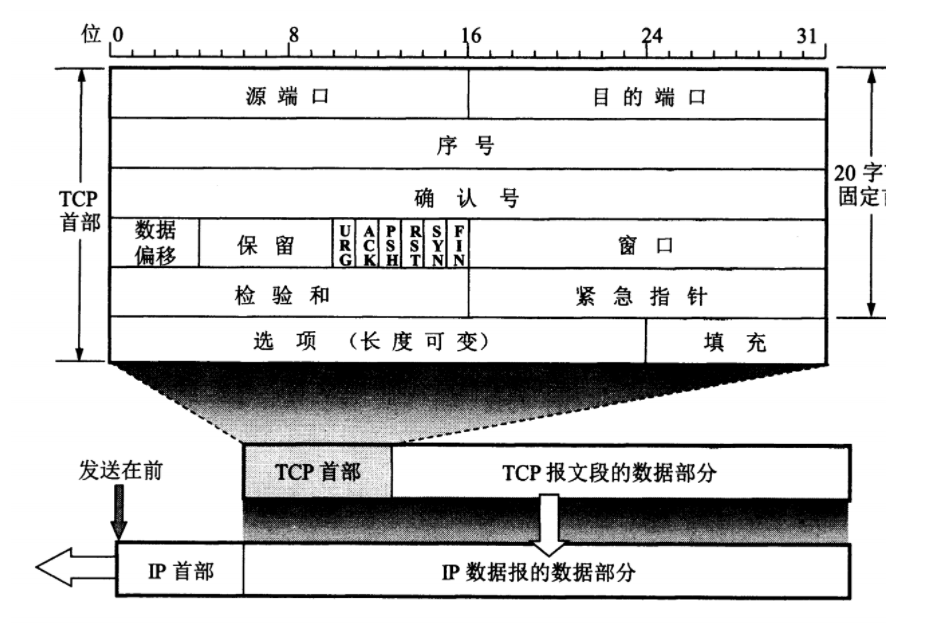 位 0 8 16 24 31
源端口 目的端口
序号
确认号
TCP
首部
20 字
固定
数据
偏移 保留 URG ACK PSH RST SYN FIN 窗口
检验和 紧急指针
选项（长度可变） 填充
TCP 首部 TCP 报文段的数据部分
发送在前
IP 首部 IP 数据报的数据部分